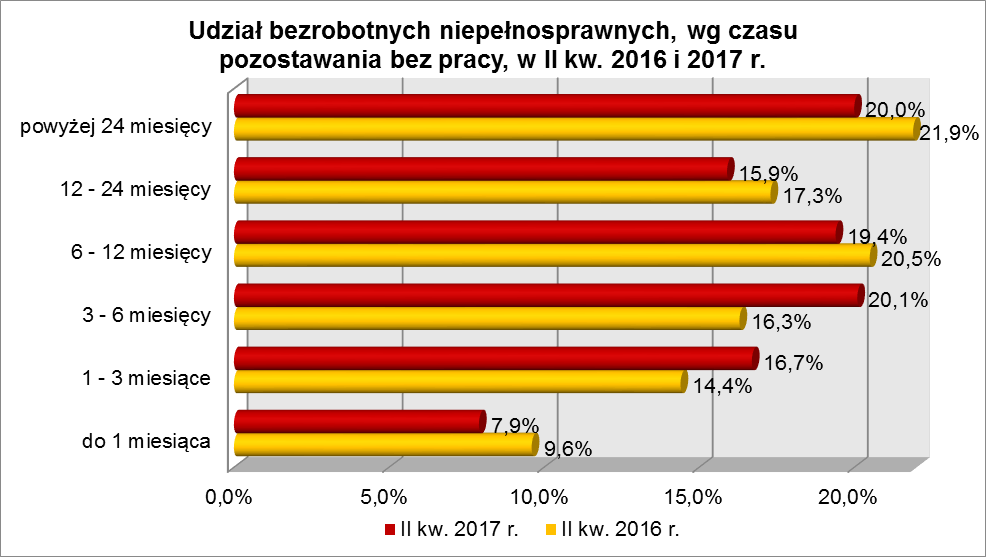 Udział bezrobotnych niepełnosprawnych, wg czasu
pozostawania bez pracy, w II kw. 2016 i 2017 r.
powyżej 24 miesięcy
20,0%
21,9%
12 - 24 miesięcy
15,9%
17,3%
6 - 12 miesięcy
19,4%
20,5%
3 - 6 miesięcy
20,1%
16,3%
1 - 3 miesiące
16,7%
14,4%
do 1 miesiąca
7,9%
9,6%
0,0% 5,0% 10,0% 15,0% 20,0%
II kw. 2017 r. II kw. 2016 r.